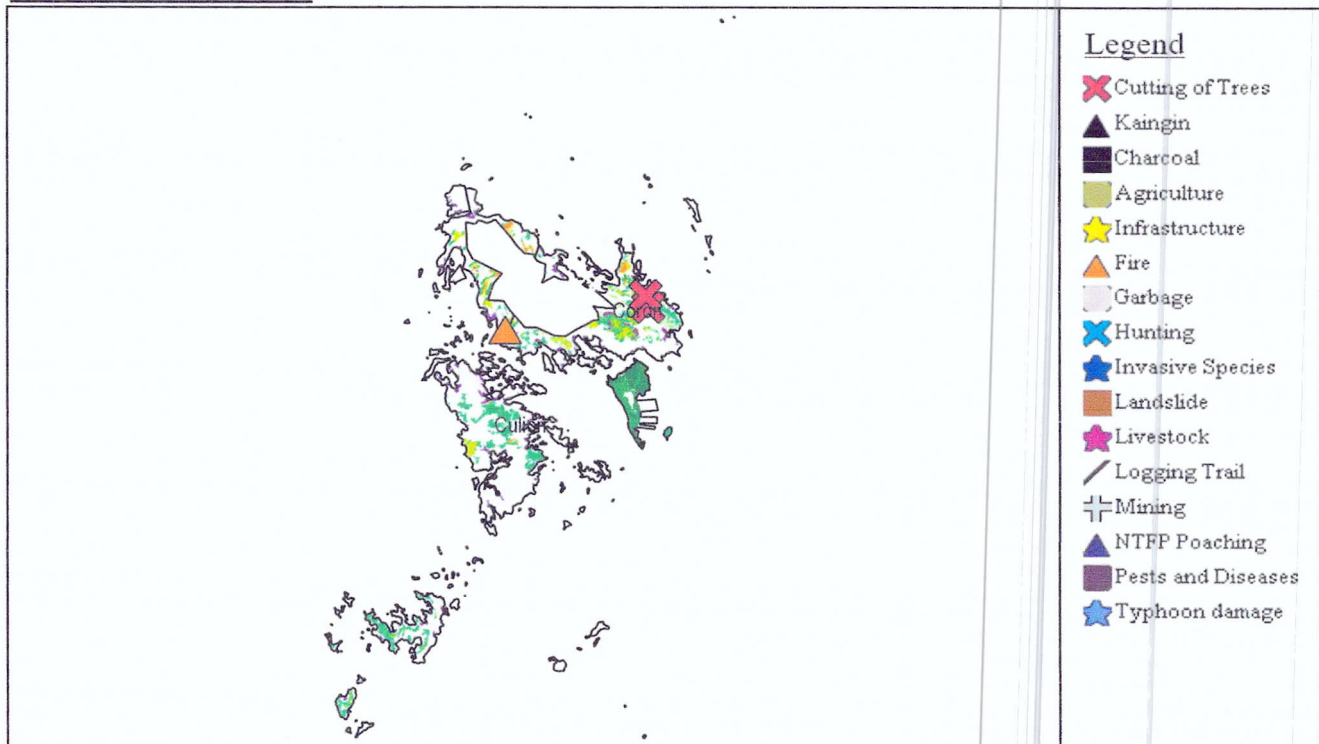 Legend
Cutting of Trees
Kaingin
Charcoal
Agriculture
Infrastructure
Fire
Garbage
Hunting
Invasive Species
Landslide
Livestock
Logging Trail
Mining
NTFP Poaching
Pests and Diseases
Typhoon damage